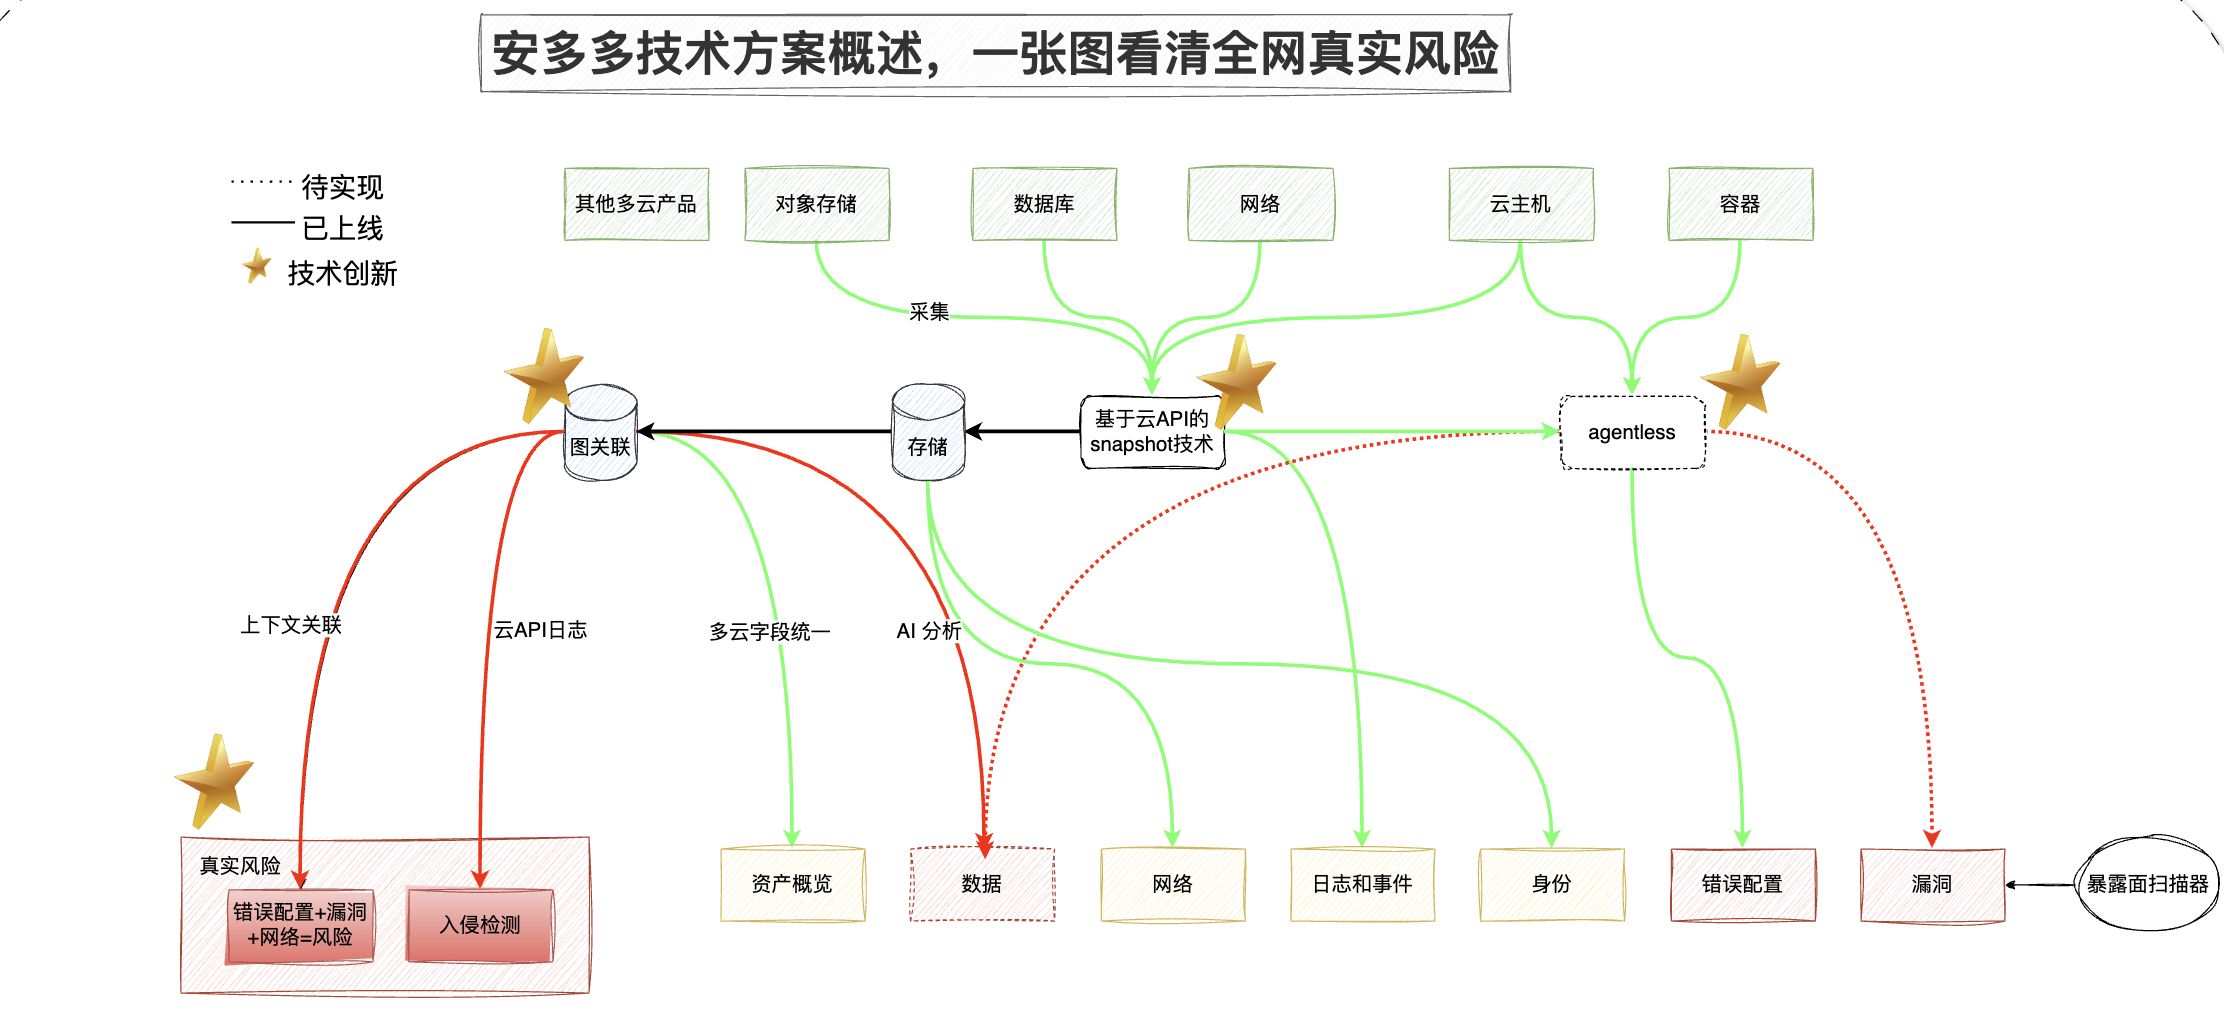 安多多技术方案概述，一张图看清全网真实风险
待实现
已上线
技术创新
其他多云产品
对象存储
数据库
网络
云主机
容器
采集
图关联
存储
基于云API的
snapshot技术
agentless
上下文关联
云API日志
多云字段统一
AI 分析
真实风险
错误配置+漏洞
+网络=风险
入侵检测
资产概览
数据
网络
日志和事件
身份
错误配置
漏洞
暴露面扫描器